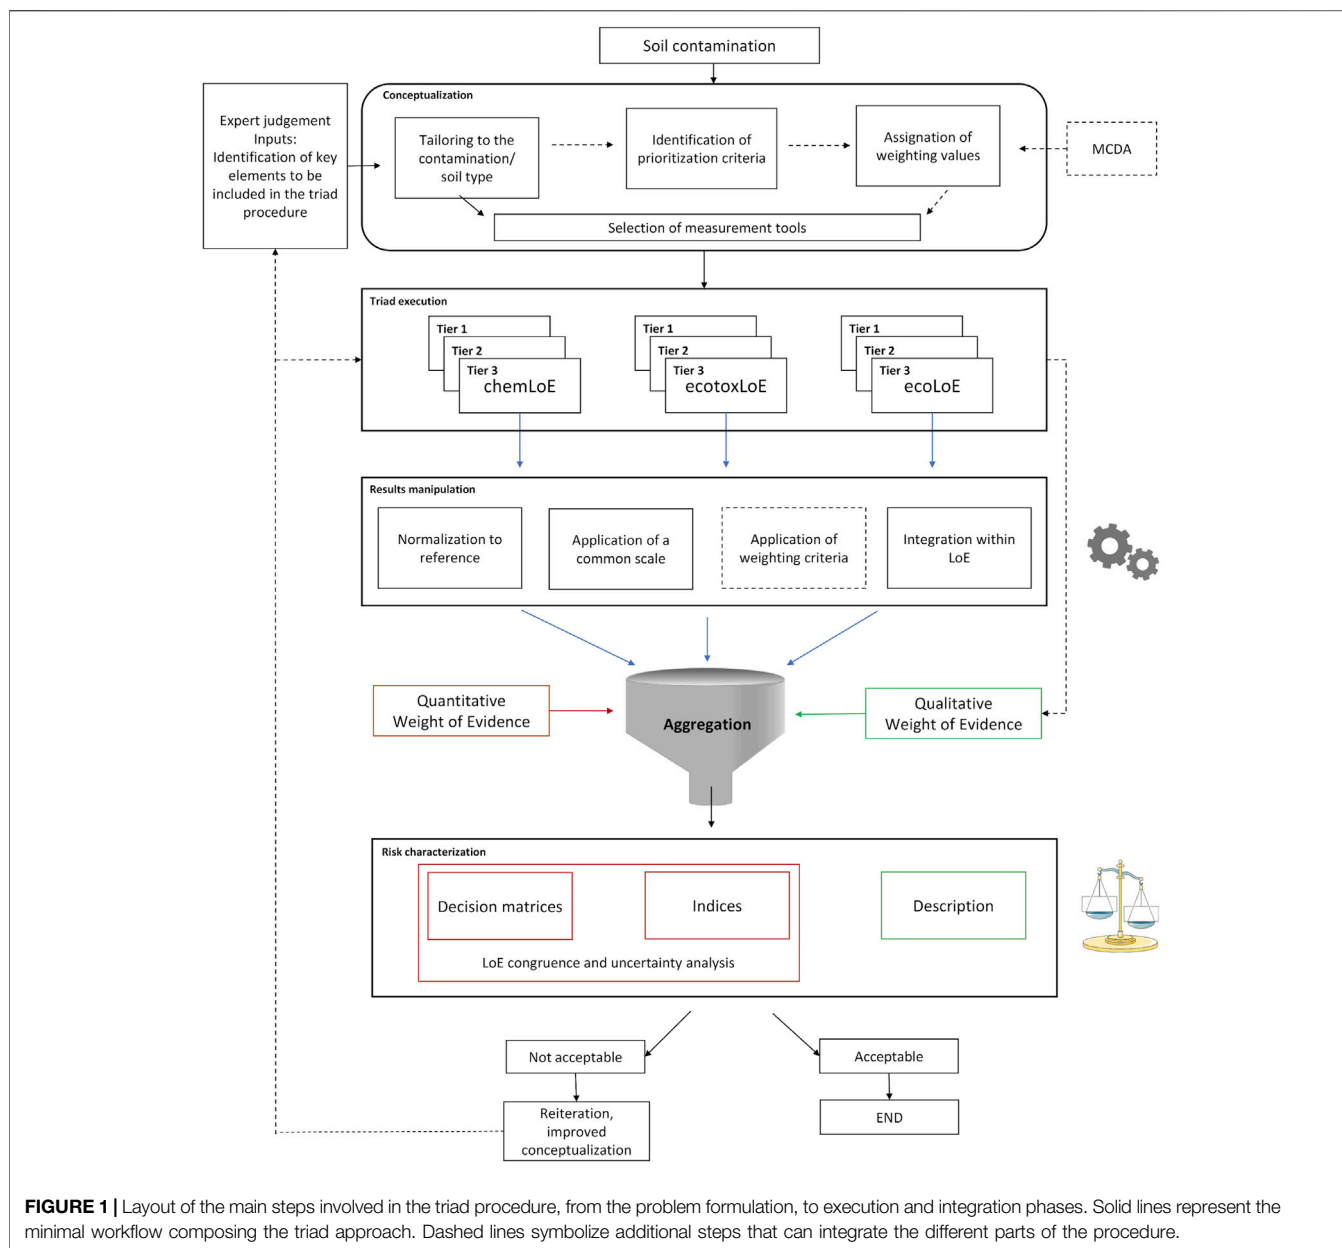 Soil contamination
Conceptualization
Expert judgement
Inputs:
Identification of key
elements to be
included in the triad
procedure
Tailoring to the
contamination/
soil type
Identification of
prioritization criteria
Assignation of
weighting values
MCDA
Selection of measurement tools
Triad execution
Tier 1
Tier 2
Tier 3
chemLoE
Tier 1
Tier 2
Tier 3
ecotoxLoE
Tier 1
Tier 2
Tier 3
ecoLoE
Results manipulation
Normalization to
reference
Application of a
common scale
Application of
weighting criteria
Integration within
LoE
Quantitative
Weight of Evidence
Aggregation
Qualitative
Weight of Evidence
Risk characterization
Decision matrices
Indices
Description
LoE congruence and uncertainty analysis
Not acceptable
Acceptable
Reiteration,
improved
conceptualization
END
FIGURE 1 | Layout of the main steps involved in the triad procedure, from the problem formulation, to execution and integration phases. Solid lines represent the
minimal workflow composing the triad approach. Dashed lines symbolize additional steps that can integrate the different parts of the procedure.